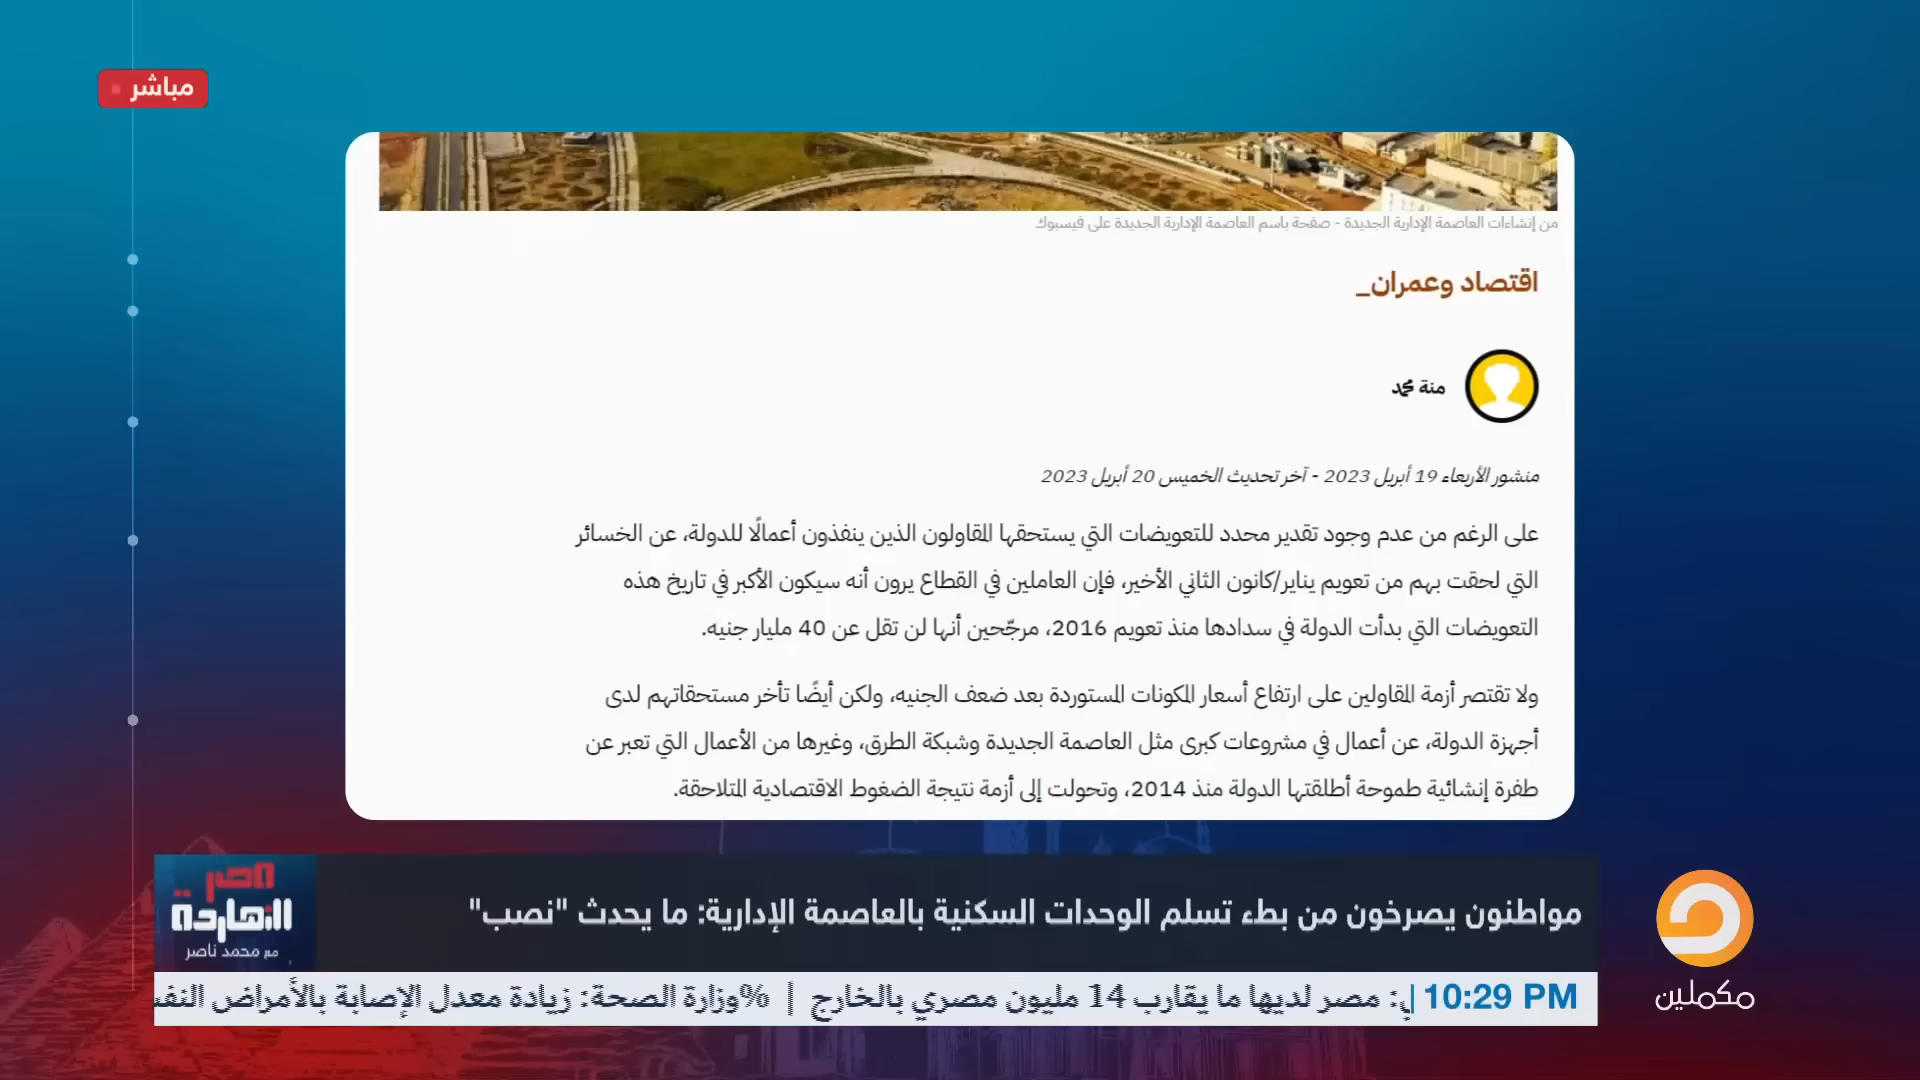 مباشر
من إنشاءات العاصمة الإدارية الجديدة - صفحة باسم العاصمة الإدارية الجديدة على فيسبوك
اقتصاد وعمران_
منة محمد
منشور الأربعاء 19 أبريل 2023 - آخر تحديث الخميس 20 أبريل 2023
على الرغم من عدم وجود تقدير محدد للتعويضات التي يستحقها المقاولون الذين ينفذون أعمالًا للدولة، عن الخسائر
التي لحقت بهم من تعويم يناير/كانون الثاني الأخير، فإن العاملين في القطاع يرون أنه سيكون الأكبر في تاريخ هذه
التعويضات التي بدأت الدولة في سدادها منذ تعويم 2016، مرجّحين أنها لن تقل عن 40 مليار جنيه.
ولا تقتصر أزمة المقاولين على ارتفاع أسعار المكونات المستوردة بعد ضعف الجنيه، ولكن أيضًا تأخر مستحقاتهم لدى
أجهزة الدولة، عن أعمال في مشروعات كبرى مثل العاصمة الجديدة وشبكة الطرق، وغيرها من الأعمال التي تعبر عن
طفرة إنشائية طموحة أطلقتها الدولة منذ 2014، وتحولت إلى أزمة نتيجة الضغوط الاقتصادية المتلاحقة.
مواطنون يصرخون من بطء تسلم الوحدات السكنية بالعاصمة الإدارية: ما يحدث "نصب"
مصر
النهاردة
مع محمد ناصر
10:29 PM
: مصر لديها ما يقارب 14 مليون مصري بالخارج | %وزارة الصحة: زيادة معدل الإصابة بالأمراض
مكملين